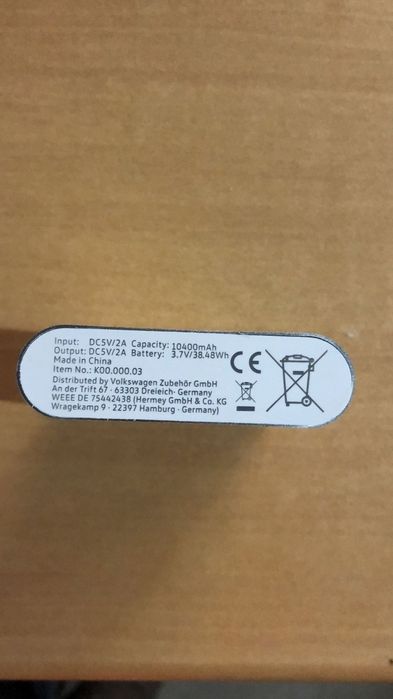 Input: DC5V/2A Capacity: 10400mAh
Output: DC5V/2A Battery: 3.7V/38.48Wh
Made in China
Item No.: K00.000.03
Distributed by Volkswagen Zubehör GmbH
An der Trift 67 · 63303 Dreieich · Germany
WEEE DE 75442438 (Hermey GmbH & Co. KG
Wragekamp 9 · 22397 Hamburg · Germany)
CE